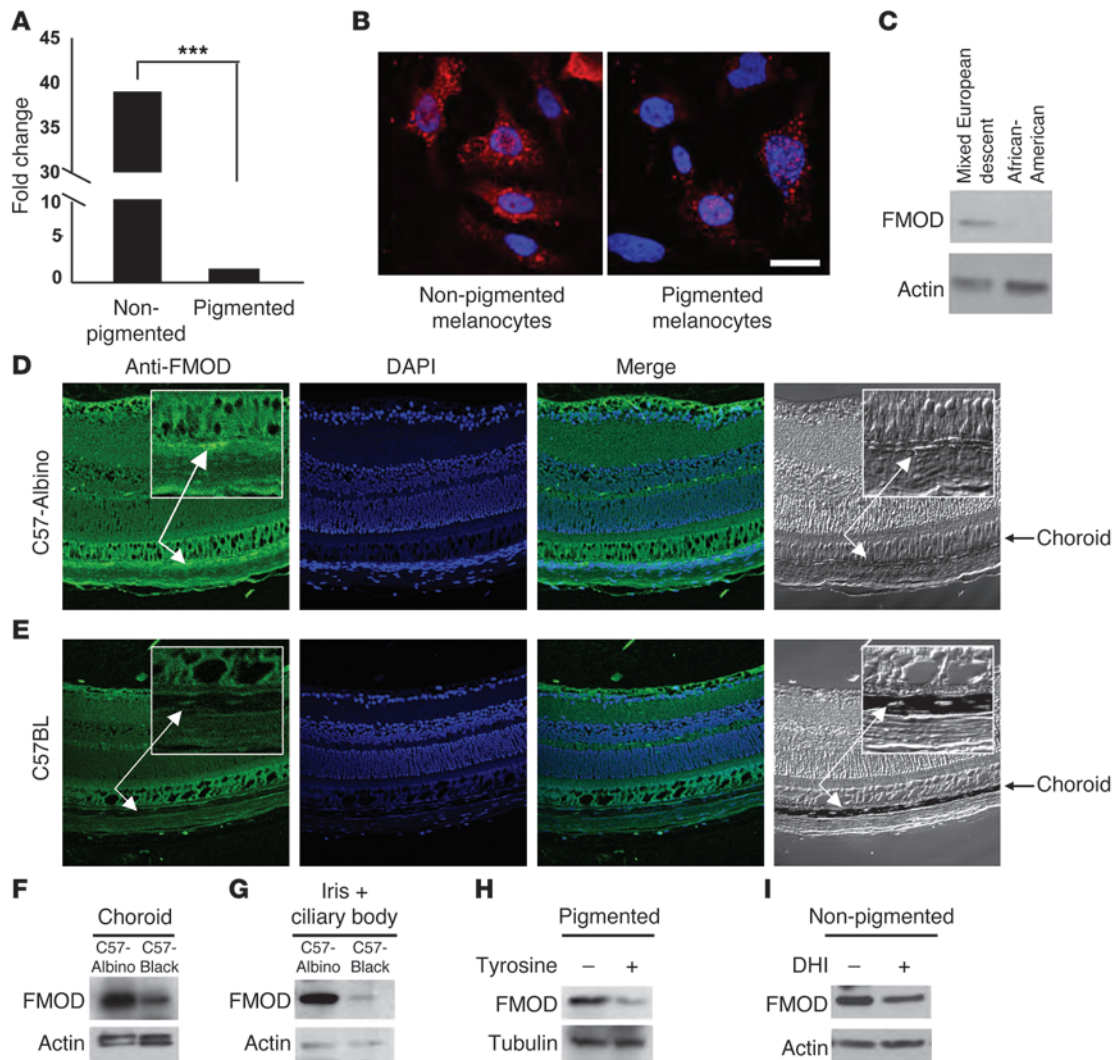 A
45
40
35
30
10
5
0
Fold change
***
Non-
pigmented
Pigmented
B
Non-pigmented
melanocytes
Pigmented
melanocytes
C
Mixed European
descent
African-
American
FMOD
Actin
D
Anti-FMOD
DAPI
Merge
C57-Albino
Choroid
E
C57BL
Choroid
F
Choroid
C57-
Albino
C57-
Black
FMOD
Actin
G
Iris +
ciliary body
C57-
Albino
C57-
Black
FMOD
Actin
H
Pigmented
Tyrosine – +
FMOD
Tubulin
I
Non-pigmented
DHI – +
FMOD
Actin